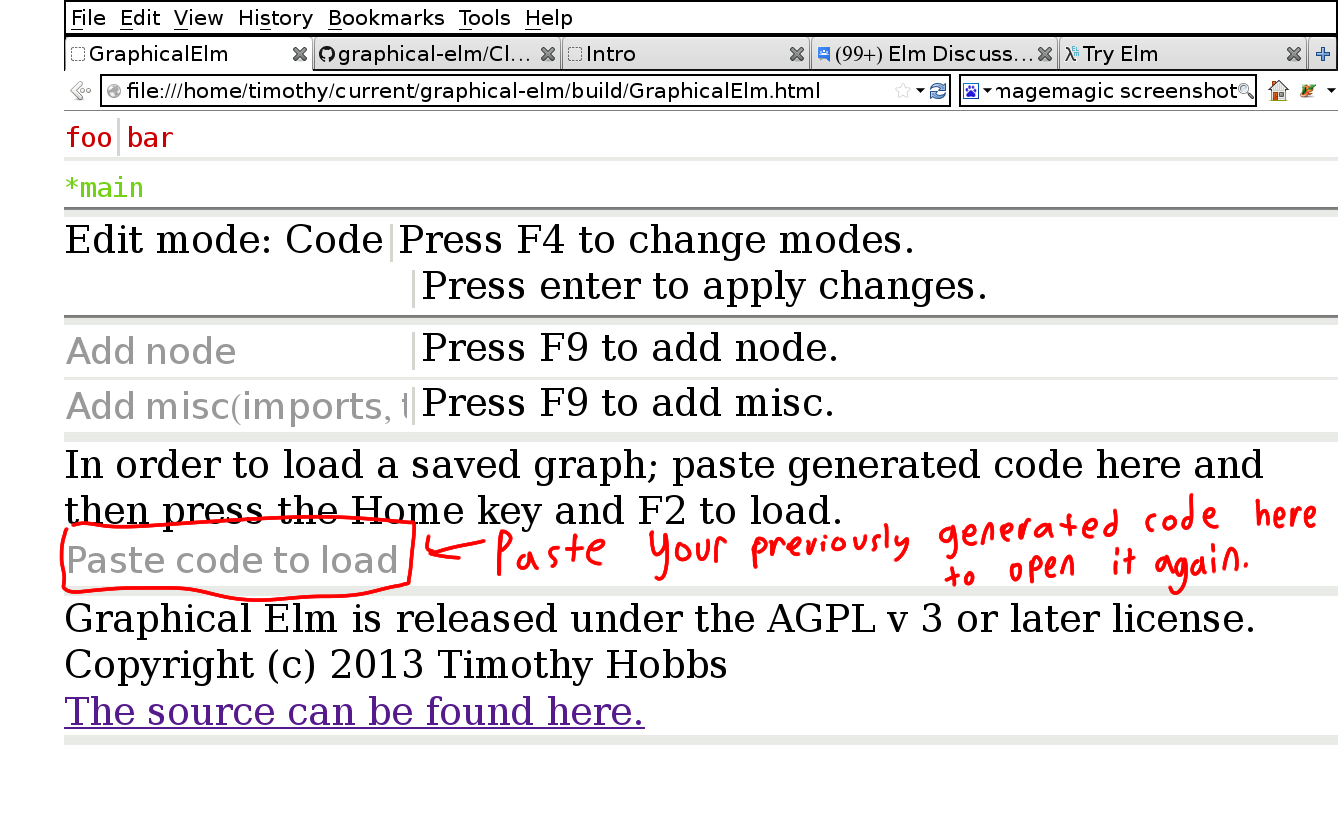 File Edit View History Bookmarks Tools Help
GraphicalElm graphical-elm/Cl... Intro (99+) Elm Discuss... Try Elm
file:///home/timothy/current/graphical-elm/build/GraphicalElm.html magemagic screenshot
foo bar
*main
Edit mode: Code Press F4 to change modes.
Press enter to apply changes.
Add node Press F9 to add node.
Add misc(imports, t Press F9 to add misc.
In order to load a saved graph; paste generated code here and
then press the Home key and F2 to load.
Paste code to load
Paste your previously generated code here
to open it again.
Graphical Elm is released under the AGPL v 3 or later license.
Copyright (c) 2013 Timothy Hobbs
The source can be found here.